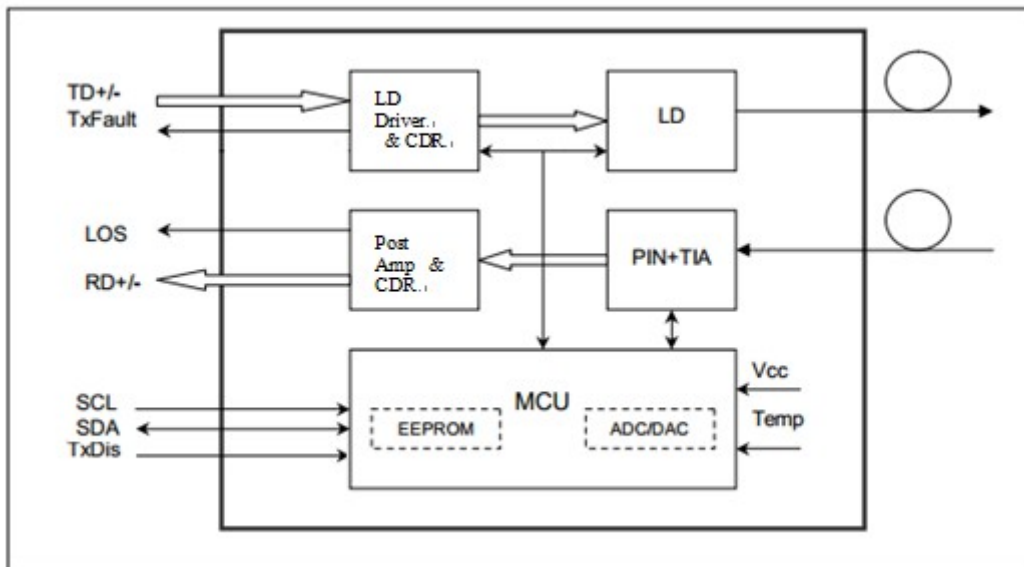 TD+/-
TxFault
LD
Driver.
& CDR.
LD
LOS
RD+/-
Post
Amp &
CDR.
PIN+TIA
SCL
SDA
TxDis
MCU
EEPROM
ADC/DAC
Vcc
Temp